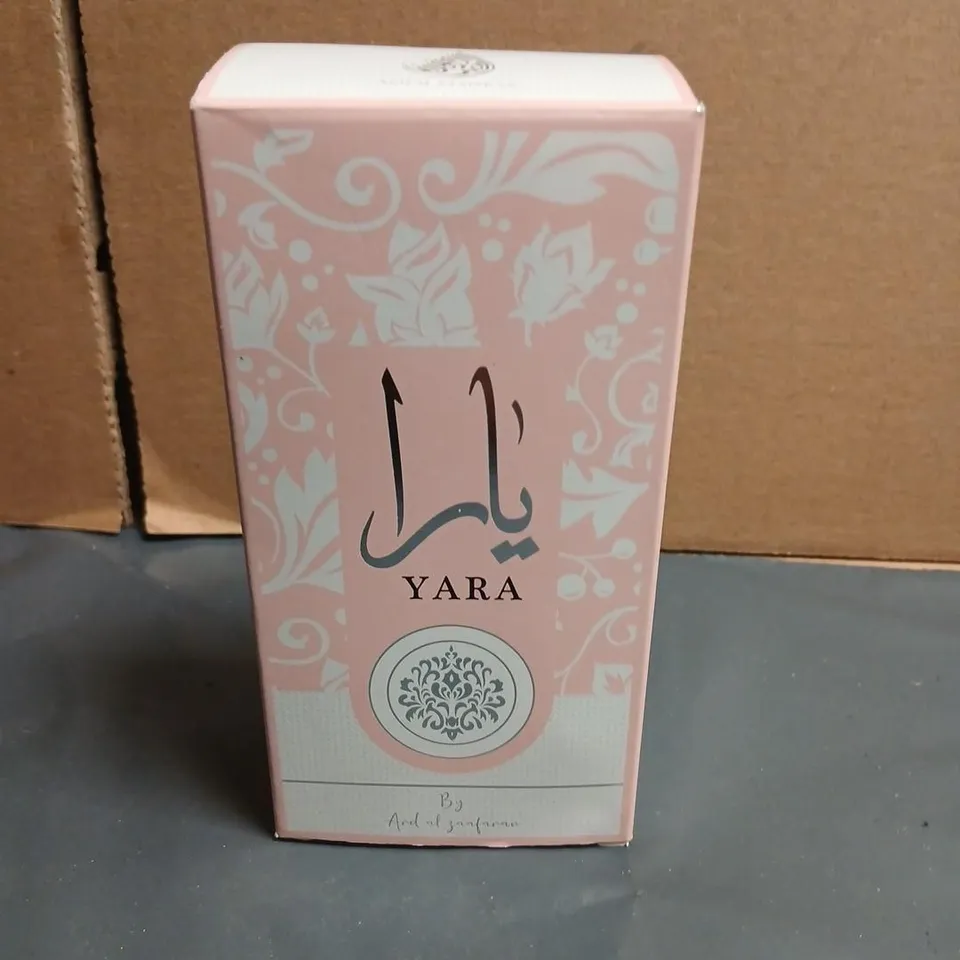 يارا
YARA
By
Ard al zaafaran